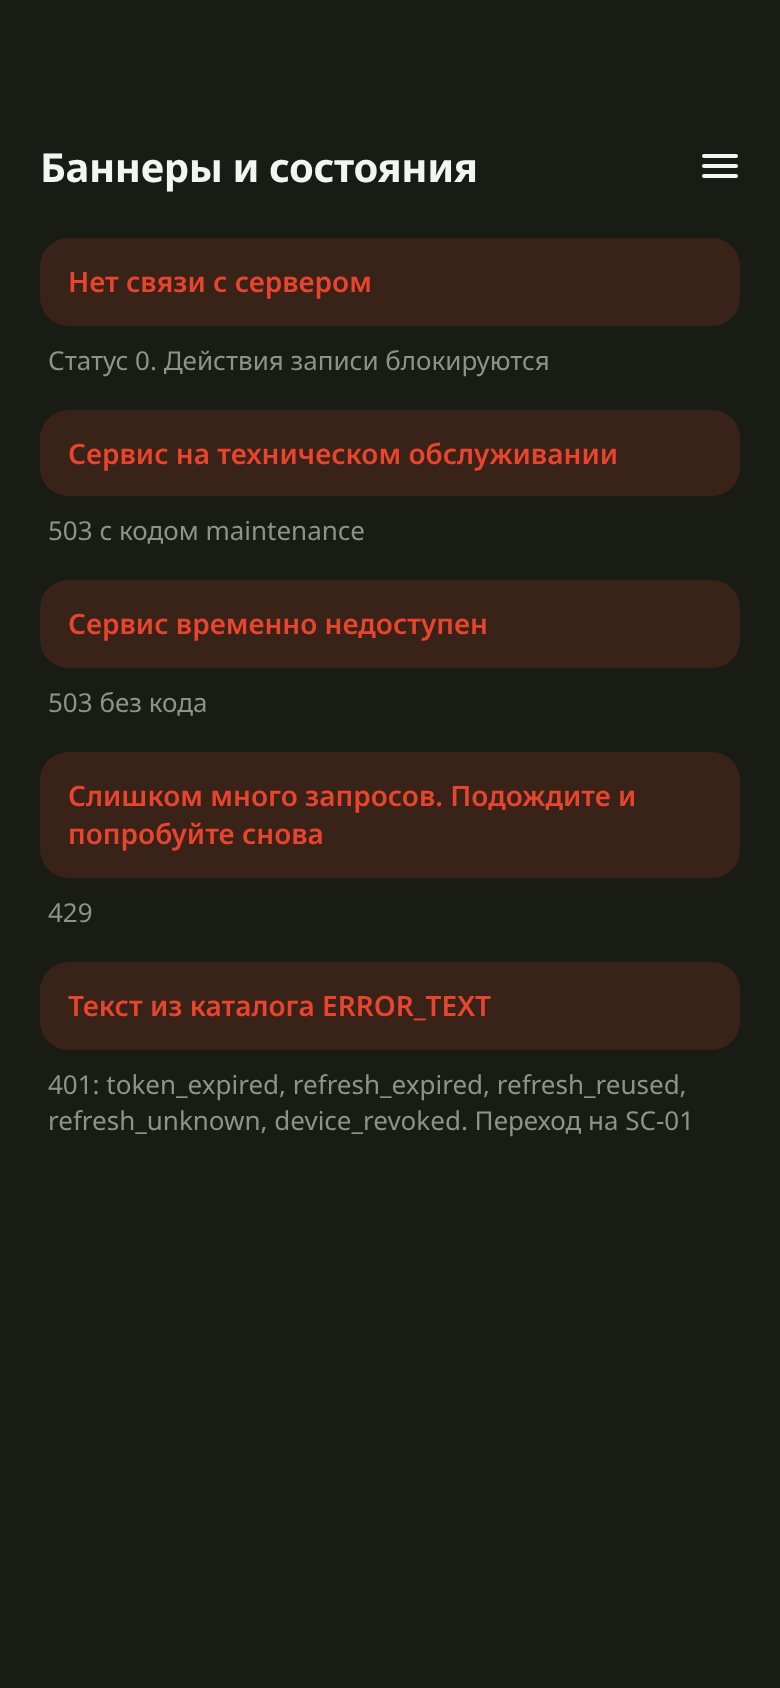 Баннеры и состояния
Нет связи с сервером
Статус 0. Действия записи блокируются
Сервис на техническом обслуживании
503 с кодом maintenance
Сервис временно недоступен
503 без кода
Слишком много запросов. Подождите и
попробуйте снова
429
Текст из каталога ERROR_TEXT
401: token_expired, refresh_expired, refresh_reused,
refresh_unknown, device_revoked. Переход на SC-01